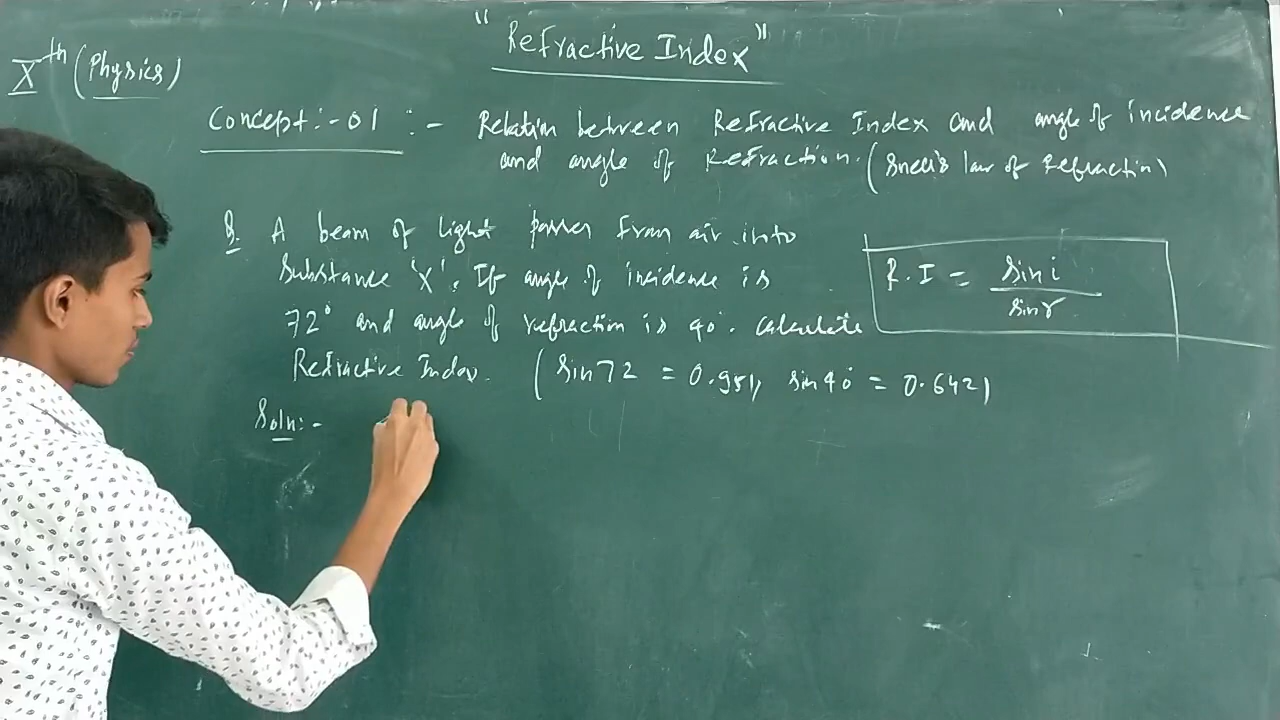 "Refractive Index"
Xth (Physics)
Concept:-01 :- Relation between Refractive Index and angle of incidence
and angle of Refraction. (Snell's law of Refraction)
Q. A beam of light passes from air into
Substance 'X'. If angle of incidence is
72° and angle of refraction is 40°. Calculate
Refractive Index. (Sin72 = 0.951, sin40° = 0.642)
R.I = sini
sinr
Soln:-